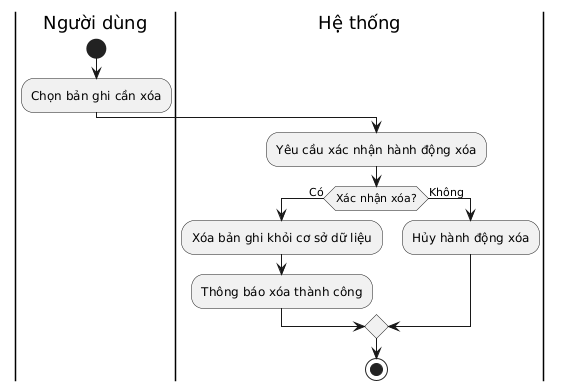 Người dùng
Hệ thống
Chọn bản ghi cần xóa
Yêu cầu xác nhận hành động xóa
Có
Xác nhận xóa?
Không
Xóa bản ghi khỏi cơ sở dữ liệu
Hủy hành động xóa
Thông báo xóa thành công